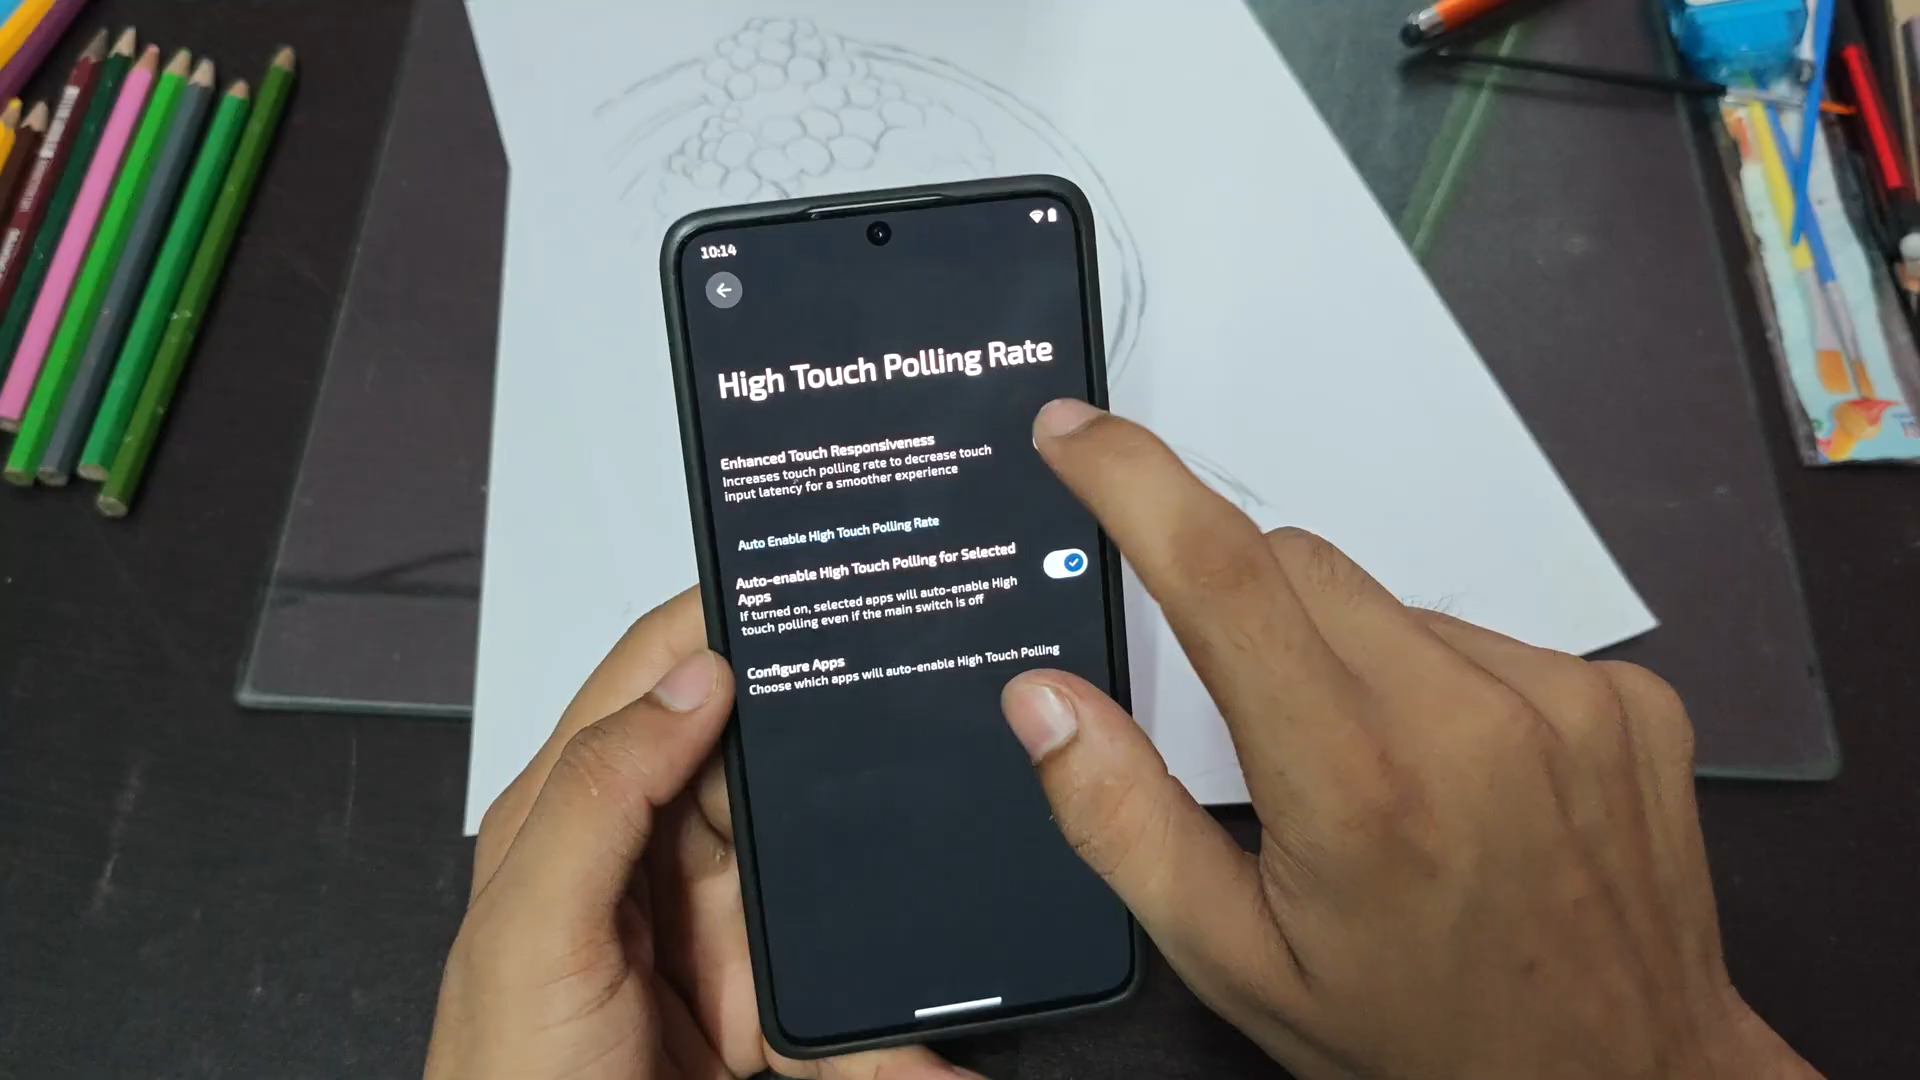 10:14
High Touch Polling Rate
Enhanced Touch Responsiveness
Increases touch polling rate to decrease touch
input latency for a smoother experience
Auto Enable High Touch Polling Rate
Auto-enable High Touch Polling for Selected
Apps
If turned on, selected apps will auto-enable High
touch polling even if the main switch is off
Configure Apps
Choose which apps will auto-enable High Touch Polling